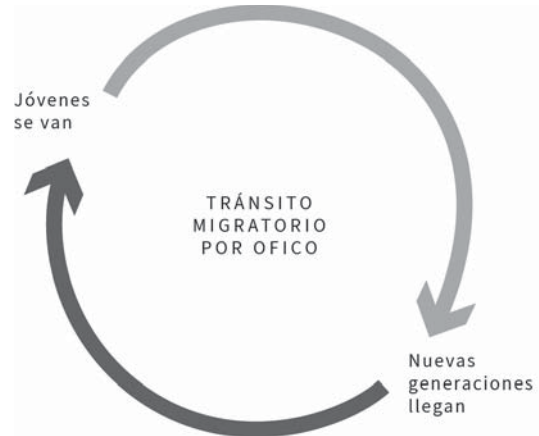 Jóvenes
se van
TRÁNSITO
MIGRATORIO
POR OFICO
Nuevas
generaciones
llegan